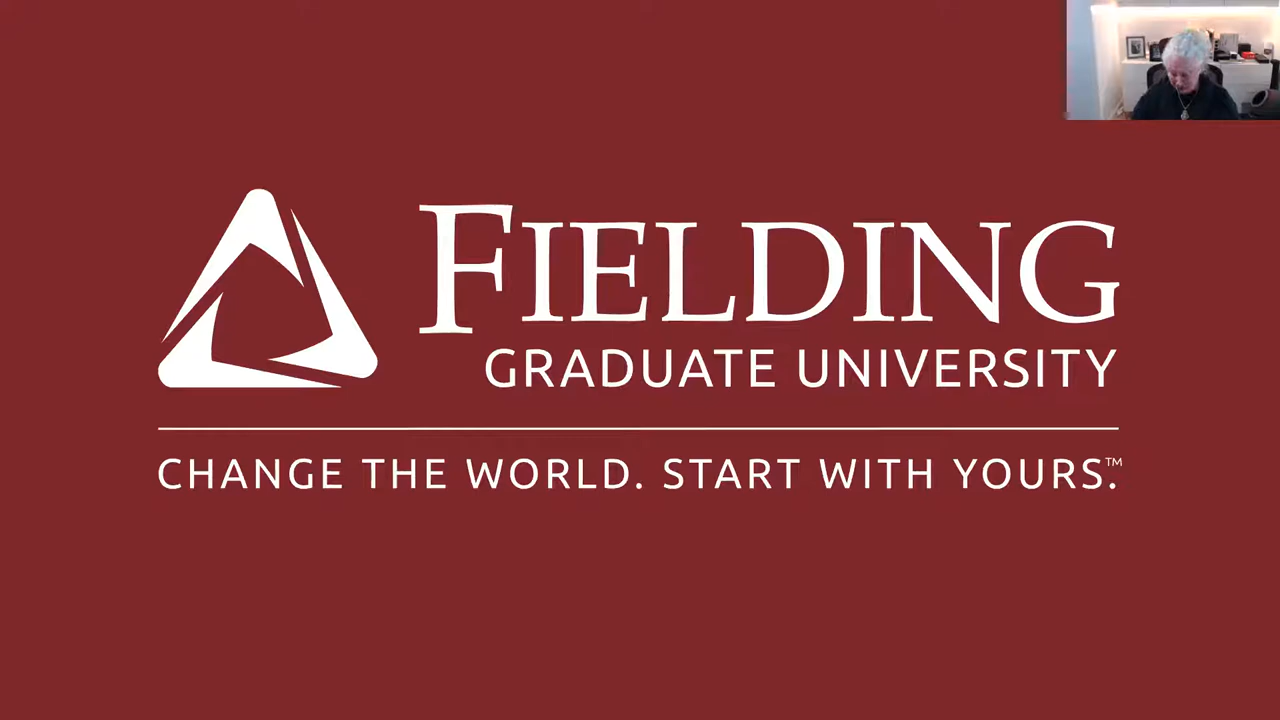 FIELDING
GRADUATE UNIVERSITY
CHANGE THE WORLD. START WITH YOURS.™